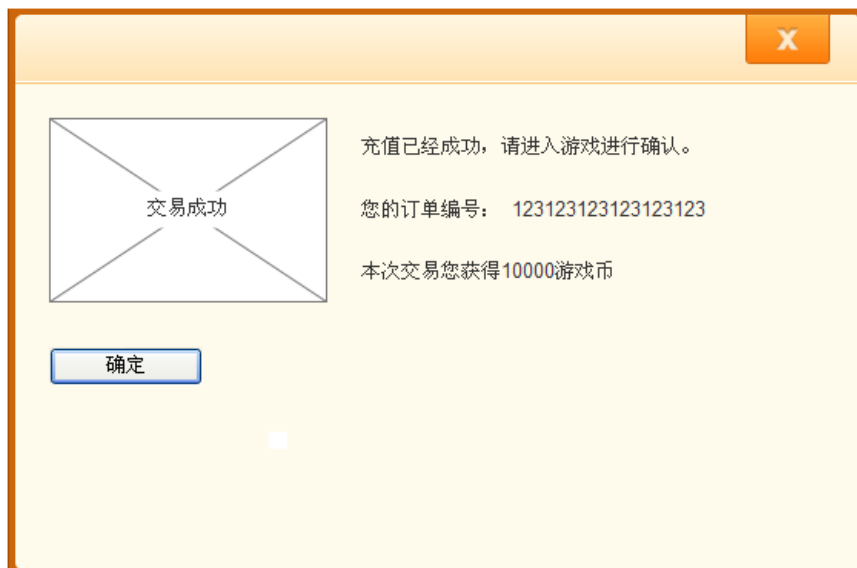 X
交易成功
充值已经成功，请进入游戏进行确认。
您的订单编号： 123123123123123123
本次交易您获得10000游戏币
确定